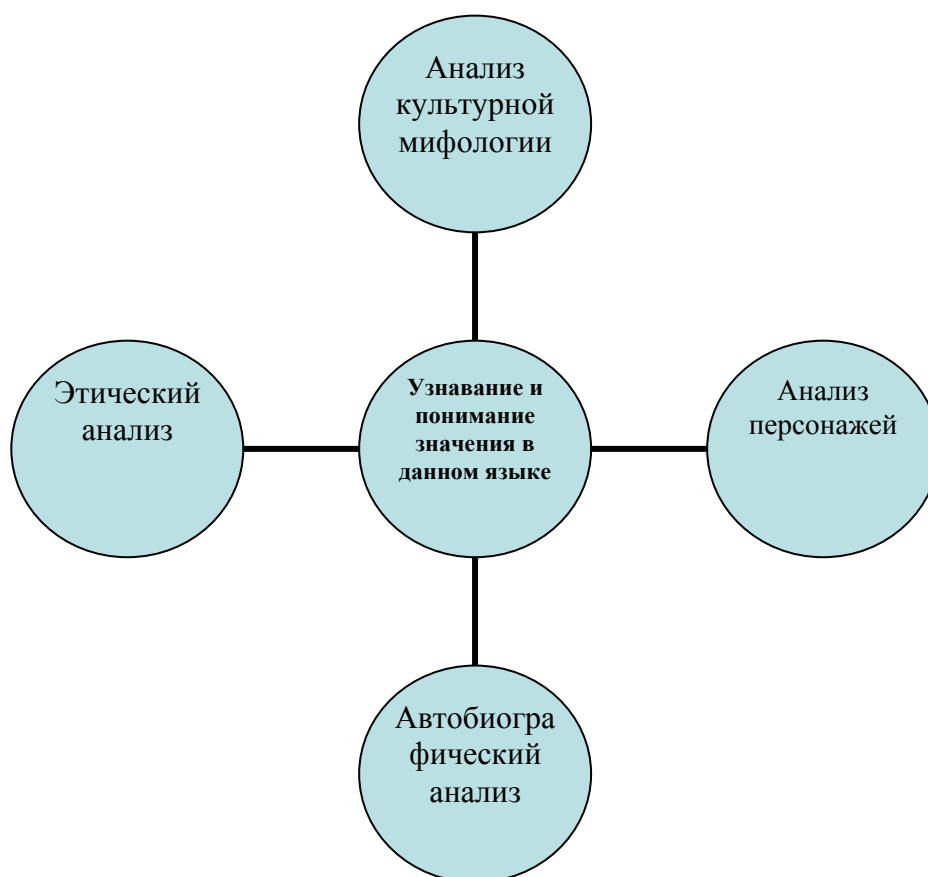 Анализ
культурной
мифологии
Этический
анализ
Узнавание и
понимание
значения в
данном языке
Анализ
персонажей
Автобиогра
фический
анализ